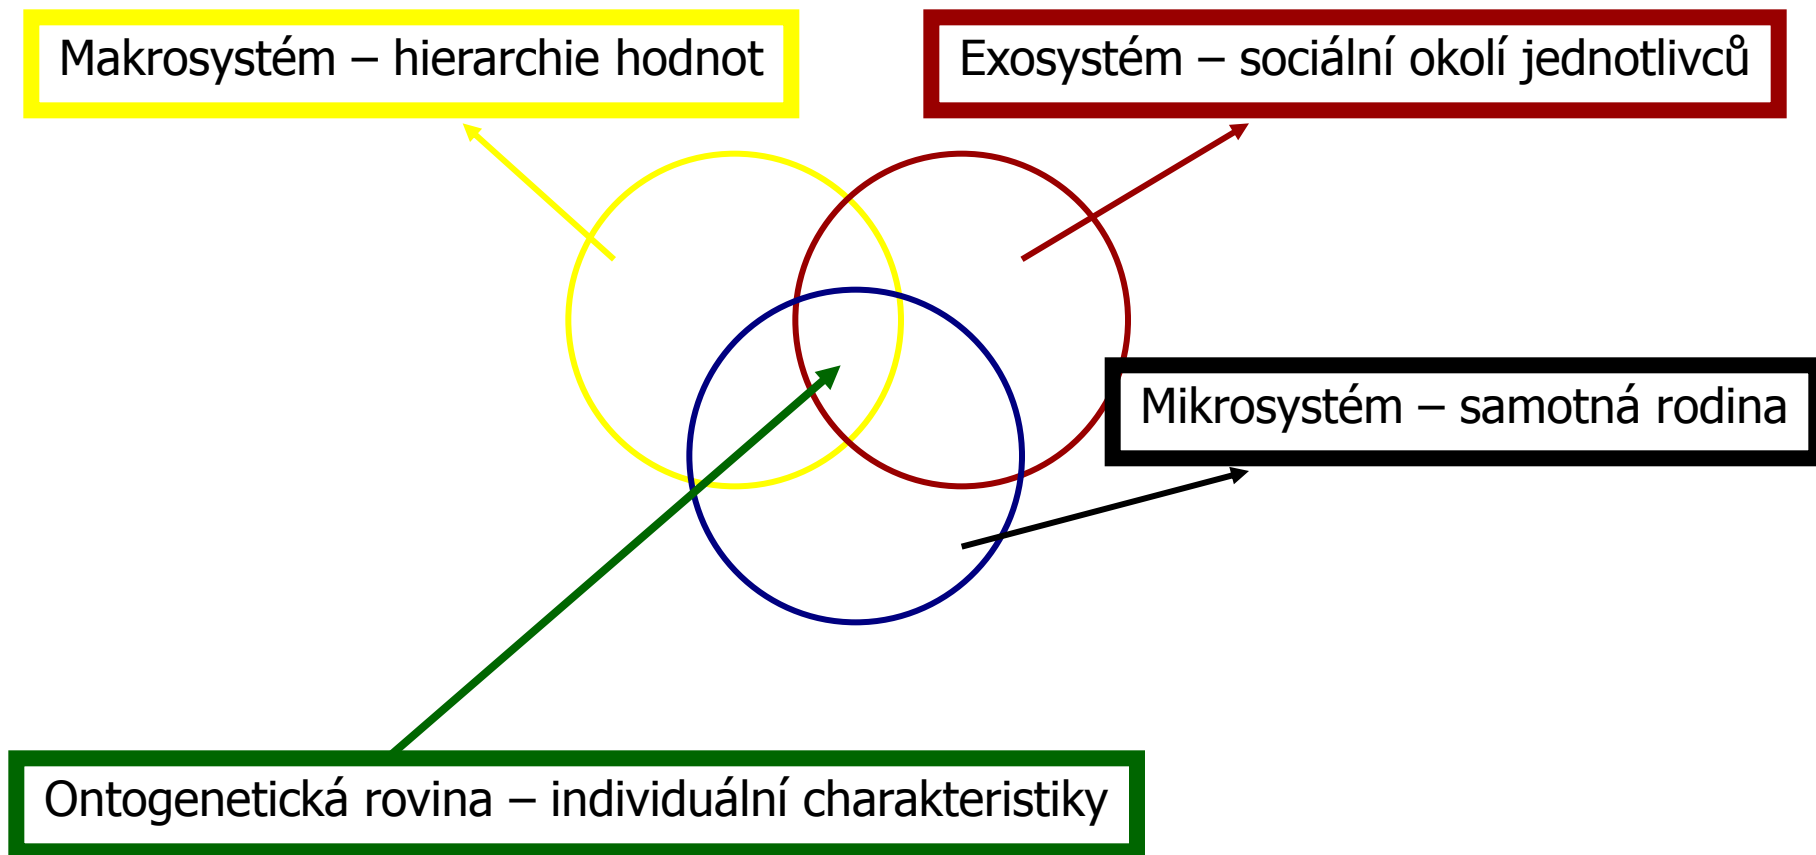 Makrosystém – hierarchie hodnot
Exosystém – sociální okolí jednotlivců
Mikrosystém – samotná rodina
Ontogenetická rovina – individuální charakteristiky